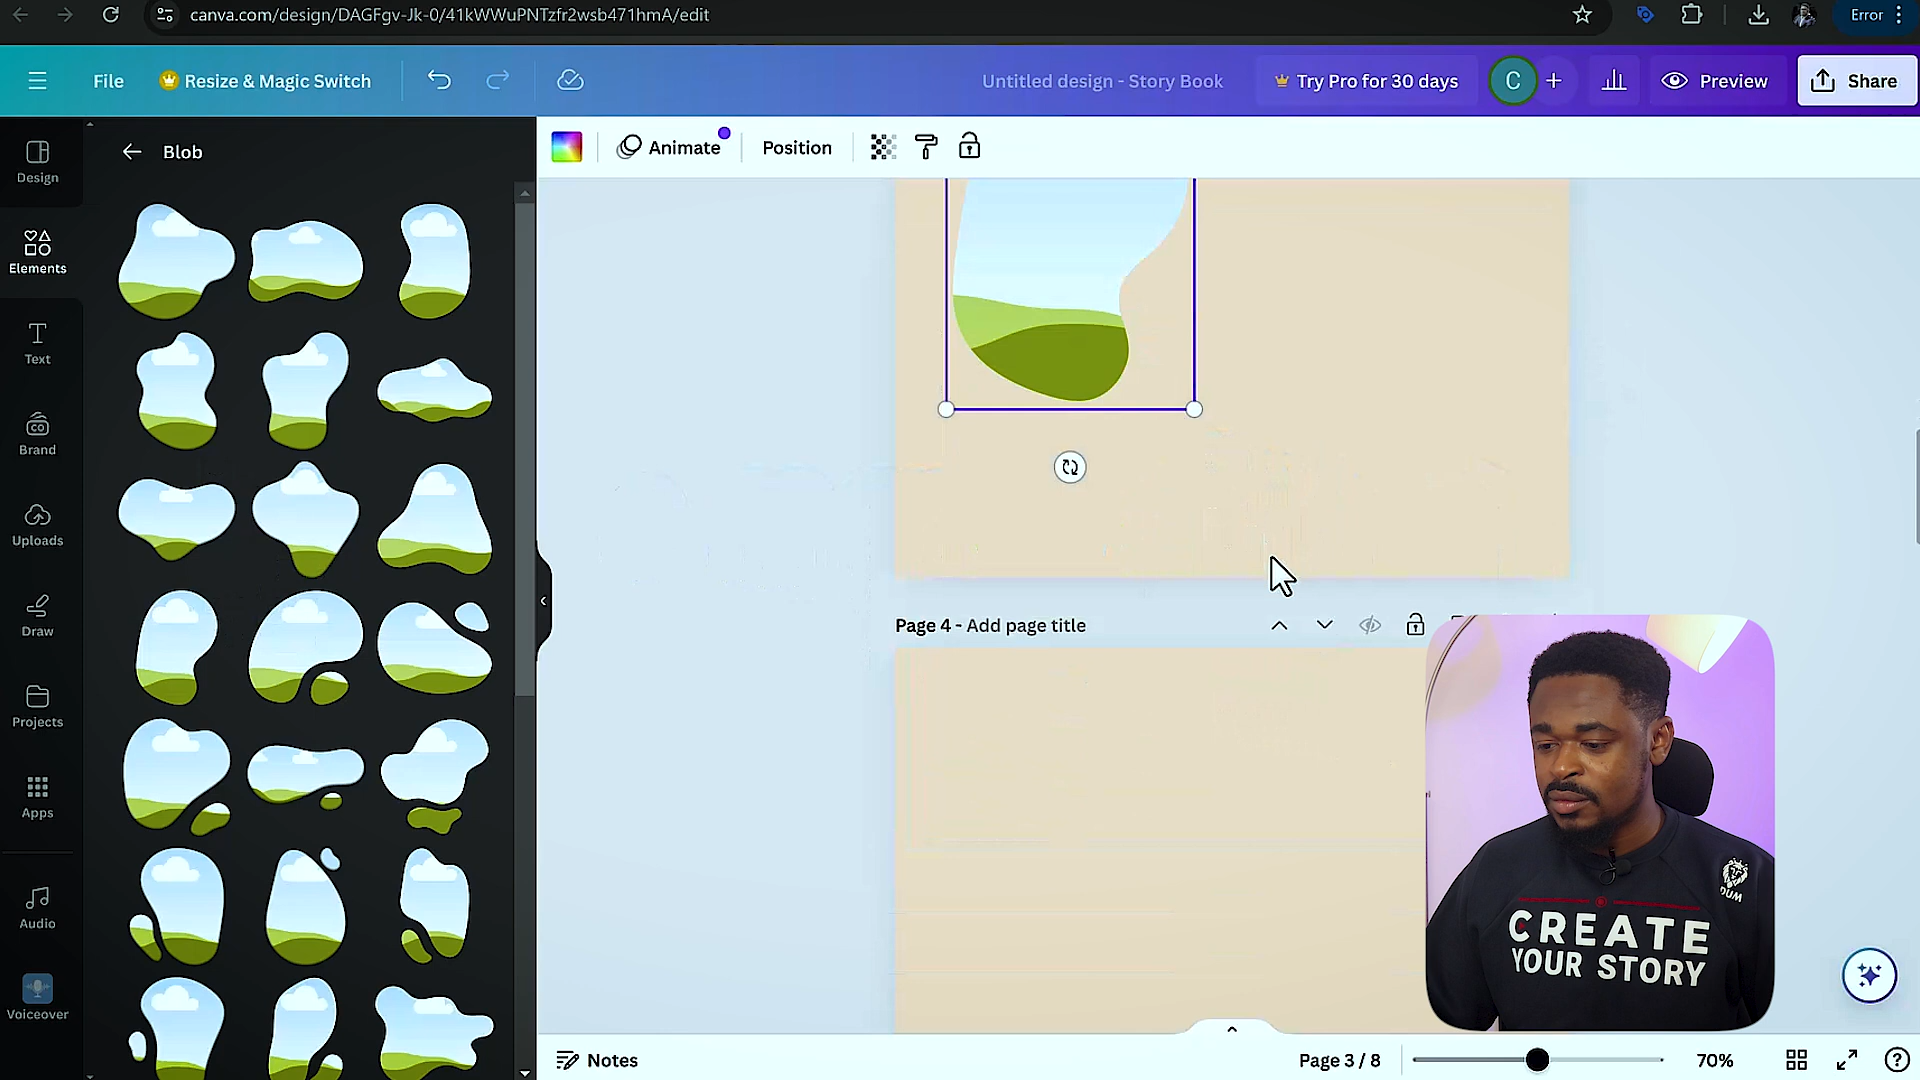 canva.com/design/DAGFgv-Jk-0/41kWWuPNTzfr2wsb471hmA/edit
Error
File
Resize & Magic Switch
Untitled design - Story Book
Try Pro for 30 days
C
Preview
Share
Design
Blob
Animate
Position
Elements
Text
Brand
co
Uploads
Page 4 - Add page title
Draw
Projects
Apps
Audio
OUM
CREATE
YOUR STORY
Voiceover
Notes
Page 3 / 8
70%